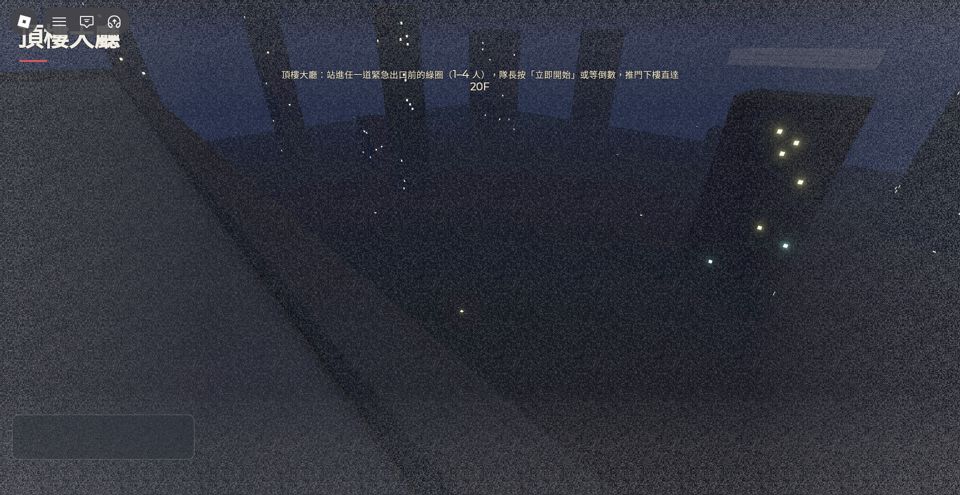 頂樓大廳
頂樓大廳：站進任一道緊急出口前的綠圈（1–4 人），隊長按「立即開始」或等倒數，推門下樓直達
20F